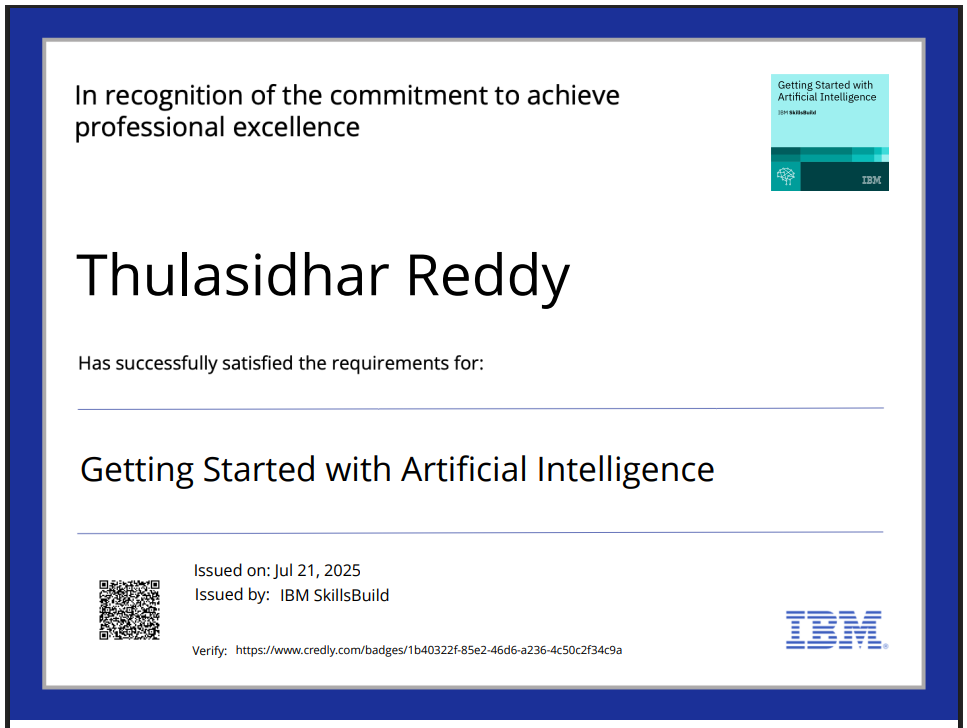 In recognition of the commitment to achieve
professional excellence
Getting Started with
Artificial Intelligence
IBM SkillsBuild
IBM
Thulasidhar Reddy
Has successfully satisfied the requirements for:
Getting Started with Artificial Intelligence
Issued on: Jul 21, 2025
Issued by: IBM SkillsBuild
Verify: https://www.credly.com/badges/1b40322f-85e2-46d6-a236-4c50c2f34c9a
IBM®